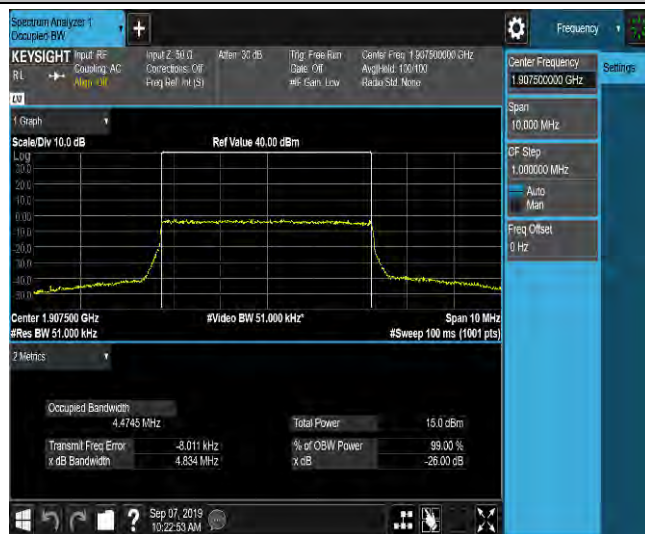 Spectrum Analyzer 1
Occupied BW
+
Frequency
KEYSIGHT Input: RF
Coupling: AC
Align: Off
RL
Input Z: 50 Ω
Corrections: Off
Freq Ref: Int (S)
Atten: 30 dB
Trig: Free Run
Gate: Off
#IF Gain: Low
Center Freq: 1.907500000 GHz
Avg|Hold: 100/100
Radio Std: None
LXI
Center Frequency
1.907500000 GHz
Settings
Span
10.000 MHz
CF Step
1.000000 MHz
Auto
Man
Freq Offset
0 Hz
1 Graph
Scale/Div 10.0 dB
Ref Value 40.00 dBm
Log
30.0
20.0
10.0
0.00
-10.0
-20.0
-30.0
-40.0
-50.0
Center 1.907500 GHz
#Video BW 51.000 kHz*
Span 10 MHz
#Res BW 51.000 kHz
#Sweep 100 ms (1001 pts)
2 Metrics
Occupied Bandwidth
4.4745 MHz
Total Power 15.0 dBm
Transmit Freq Error -8.011 kHz
% of OBW Power 99.00 %
x dB Bandwidth 4.834 MHz
x dB -26.00 dB
?
Sep 07, 2019
10:22:53 AM